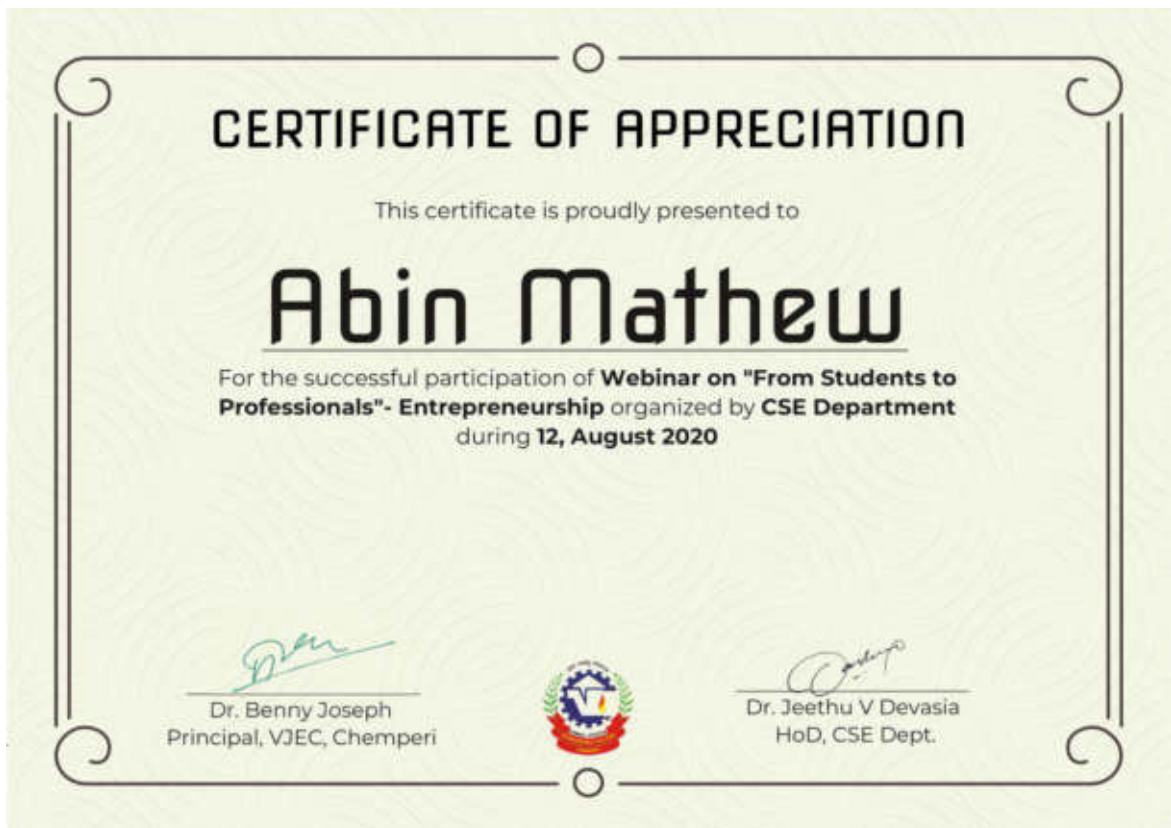 CERTIFICATE OF APPRECIATION
This certificate is proudly presented to
Abin Mathew
For the successful participation of Webinar on "From Students to
Professionals"- Entrepreneurship organized by CSE Department
during 12, August 2020
Dr. Benny Joseph
Principal, VJEC, Chemperi
Dr. Jeethu V Devasia
HoD, CSE Dept.